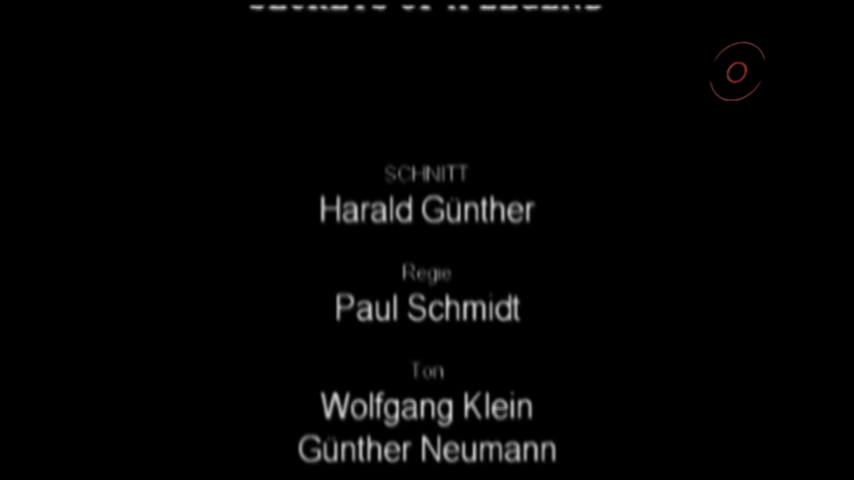 SCHNITT
Harald Günther
Regie
Paul Schmidt
Ton
Wolfgang Klein
Günther Neumann